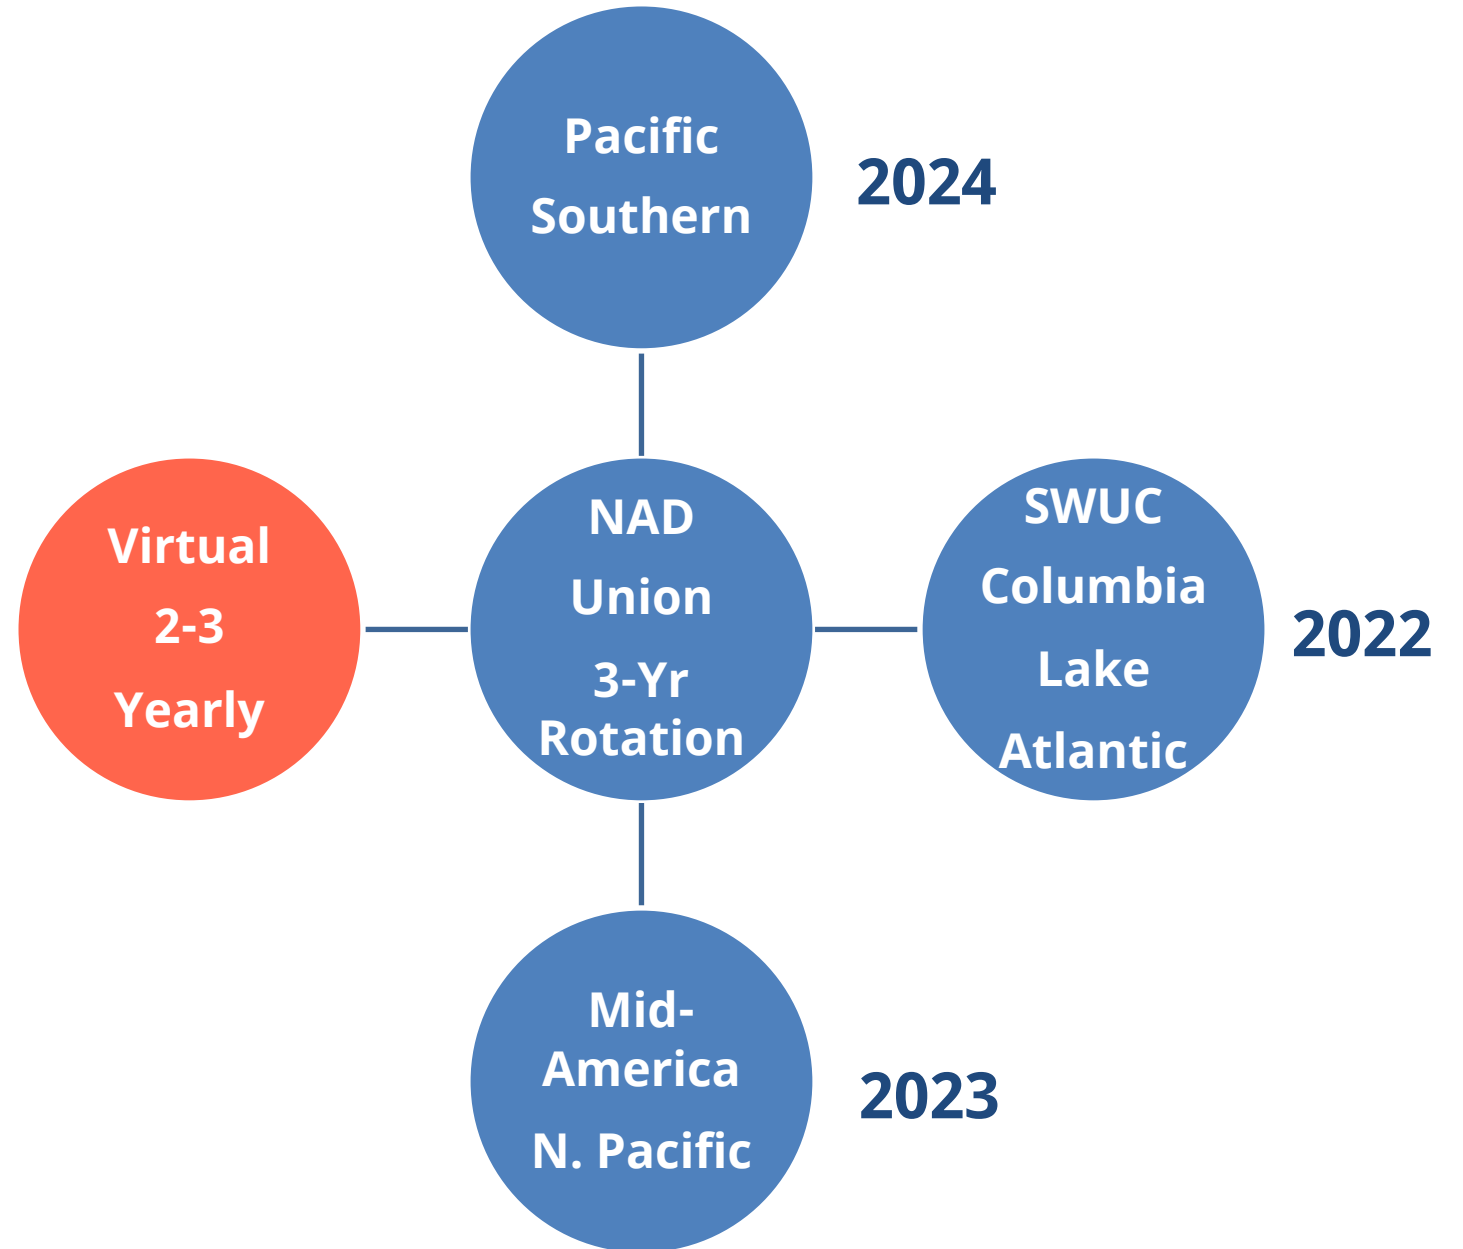 Pacific
Southern
2024
Virtual
2-3
Yearly
NAD
Union
3-Yr
Rotation
SWUC
Columbia
Lake
Atlantic
2022
Mid-
America
N. Pacific
2023